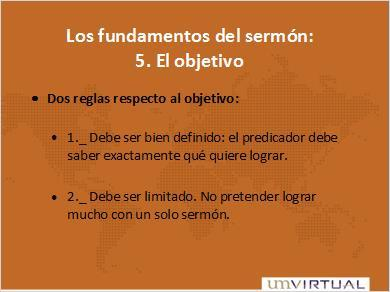 Los fundamentos del sermón:
5. El objetivo
• Dos reglas respecto al objetivo:
• 1._ Debe ser bien definido: el predicador debe
saber exactamente qué quiere lograr.
• 2._ Debe ser limitado. No pretender lograr
mucho con un solo sermón.
UMVIRTUAL